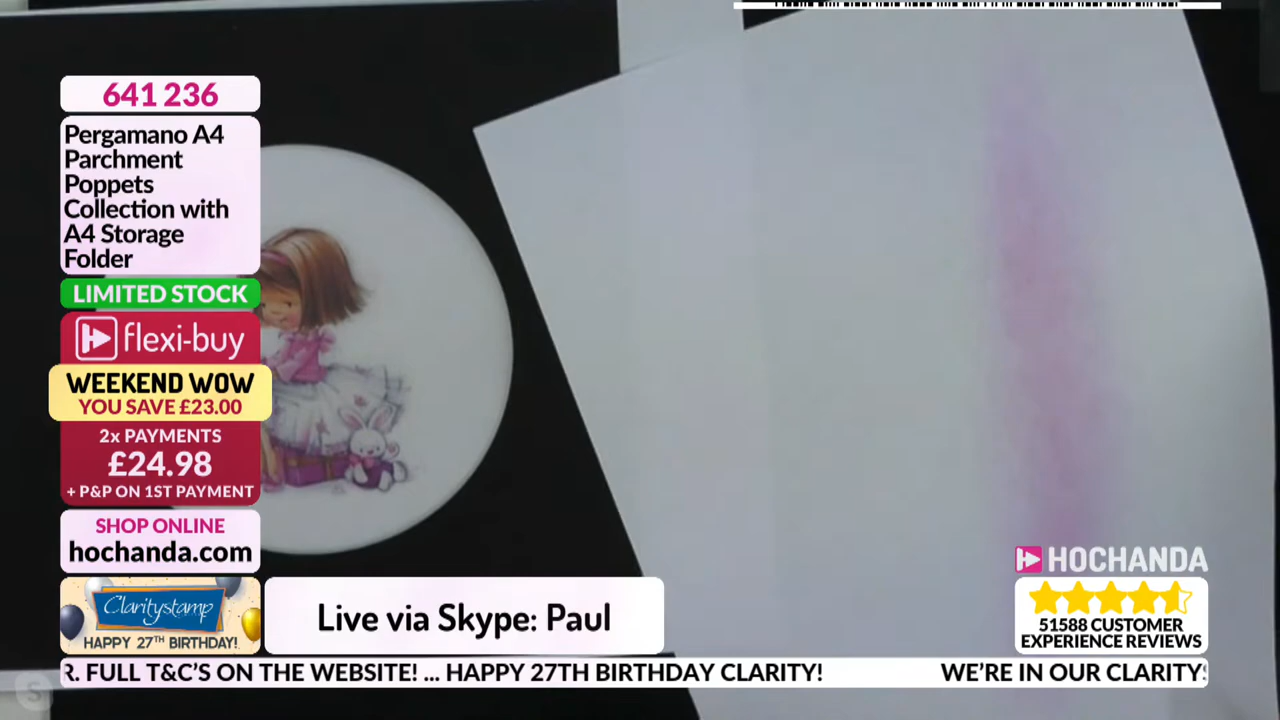 641 236
Pergamano A4
Parchment
Poppets
Collection with
A4 Storage
Folder
LIMITED STOCK
flexi-buy
WEEKEND WOW
YOU SAVE £23.00
2x PAYMENTS
£24.98
+ P&P ON 1ST PAYMENT
SHOP ONLINE
hochanda.com
Claritystamp
HAPPY 27TH BIRTHDAY!
Live via Skype: Paul
HOCHANDA
51588 CUSTOMER
EXPERIENCE REVIEWS
R. FULL T&C'S ON THE WEBSITE! ... HAPPY 27TH BIRTHDAY CLARITY! WE'RE IN OUR CLARITY